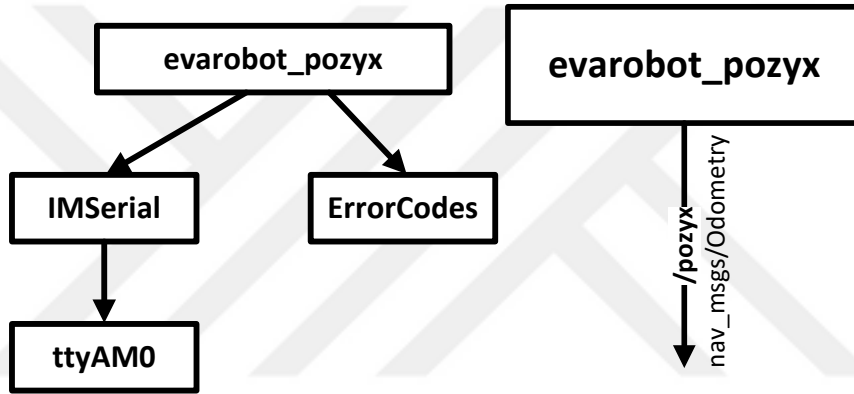 evarobot_pozyx
IMSerial
ErrorCodes
ttyAM0
evarobot_pozyx
/pozyx
nav_msgs/Odometry